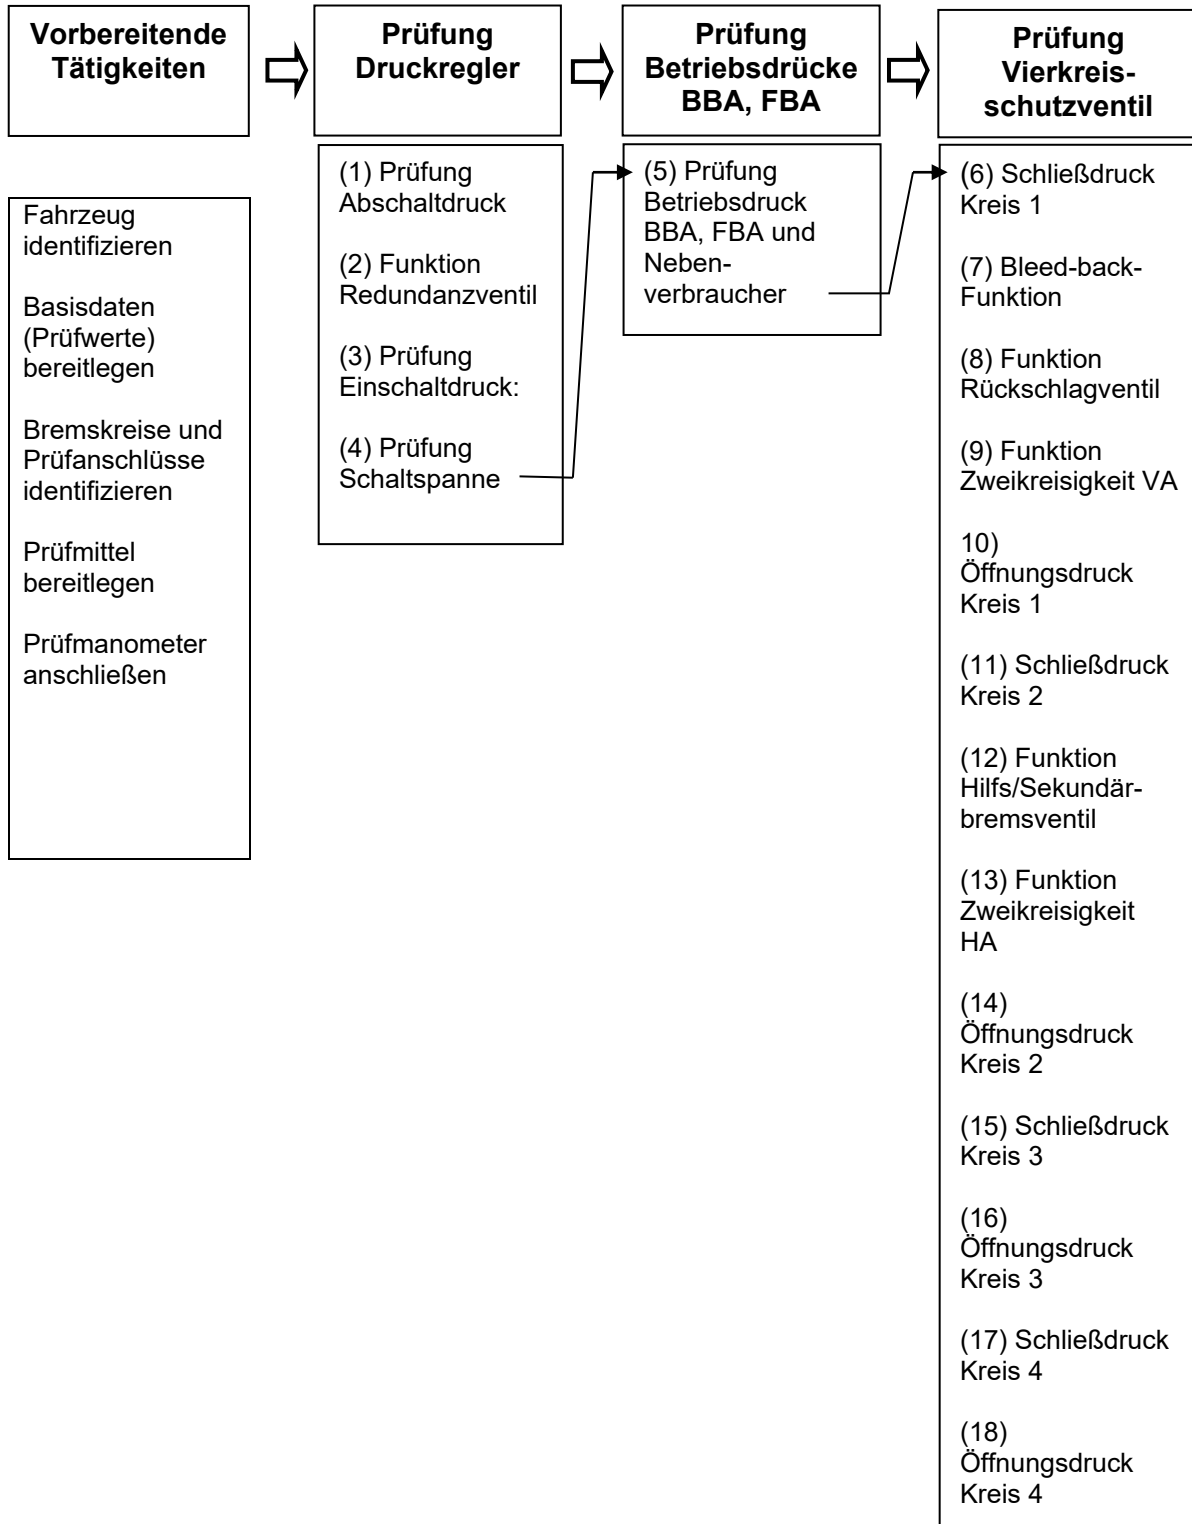 Vorbereitende
Tätigkeiten
Prüfung
Druckregler
Prüfung
Betriebsdrücke
BBA, FBA
Prüfung
Vierkreis-
schutzventil
Fahrzeug
identifizieren
Basisdaten
(Prüfwerte)
bereitlegen
Bremskreise und
Prüfanschlüsse
identifizieren
Prüfmittel
bereitlegen
Prüfmanometer
anschließen
(1) Prüfung
Abschaltdruck
(2) Funktion
Redundanzventil
(3) Prüfung
Einschaltdruck:
(4) Prüfung
Schaltspanne
(5) Prüfung
Betriebsdruck
BBA, FBA und
Neben-
verbraucher
(6) Schließdruck
Kreis 1
(7) Bleed-back-
Funktion
(8) Funktion
Rückschlagventil
(9) Funktion
Zweikreisigkeit VA
10)
Öffnungsdruck
Kreis 1
(11) Schließdruck
Kreis 2
(12) Funktion
Hilfs/Sekundär-
bremsventil
(13) Funktion
Zweikreisigkeit
HA
(14)
Öffnungsdruck
Kreis 2
(15) Schließdruck
Kreis 3
(16)
Öffnungsdruck
Kreis 3
(17) Schließdruck
Kreis 4
(18)
Öffnungsdruck
Kreis 4